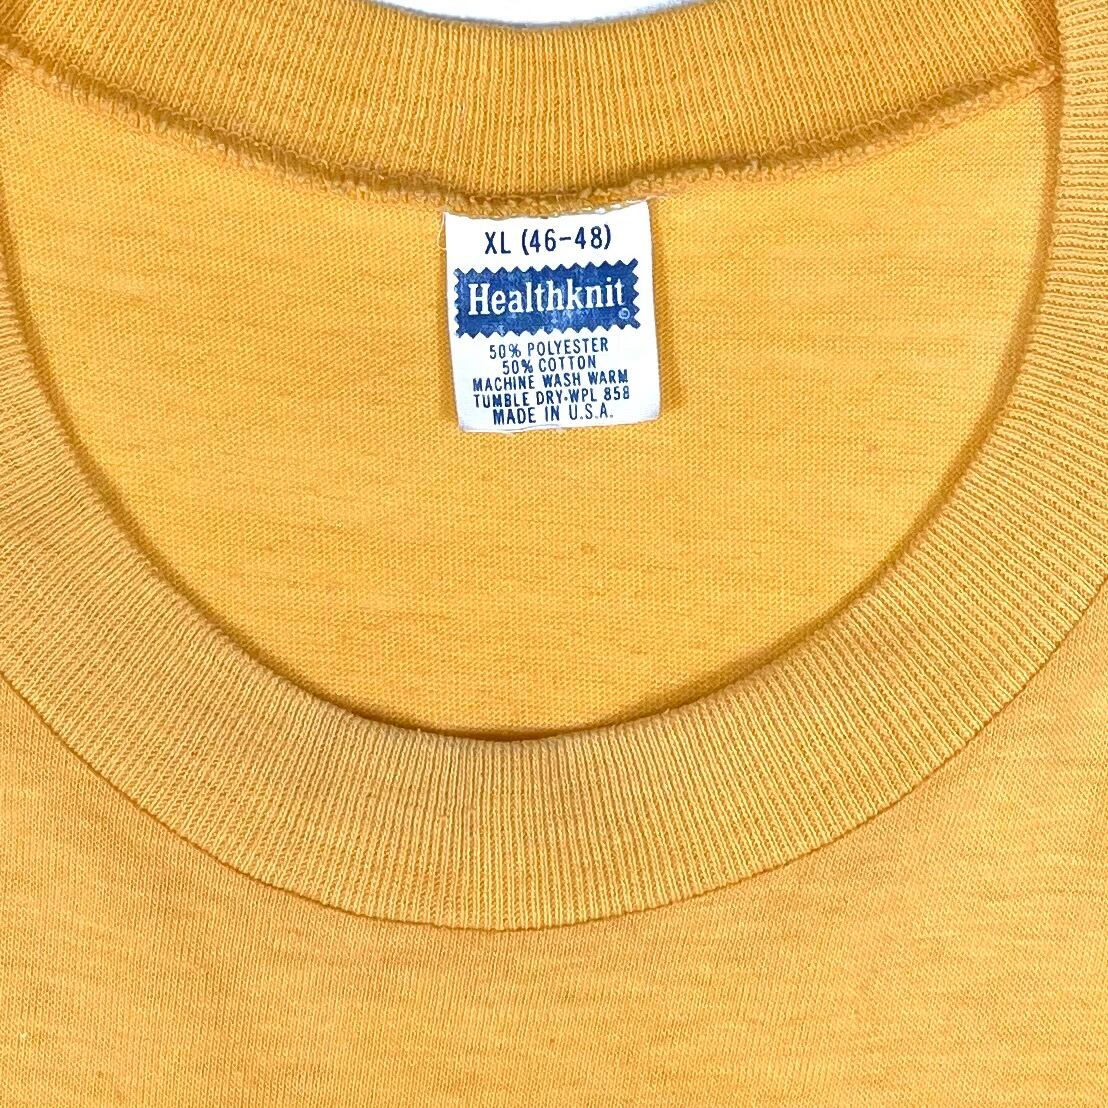 XL (46-48)
Healthknit
©
50% POLYESTER
50% COTTON
MACHINE WASH WARM
TUMBLE DRY•WPL 858
MADE IN U.S.A.